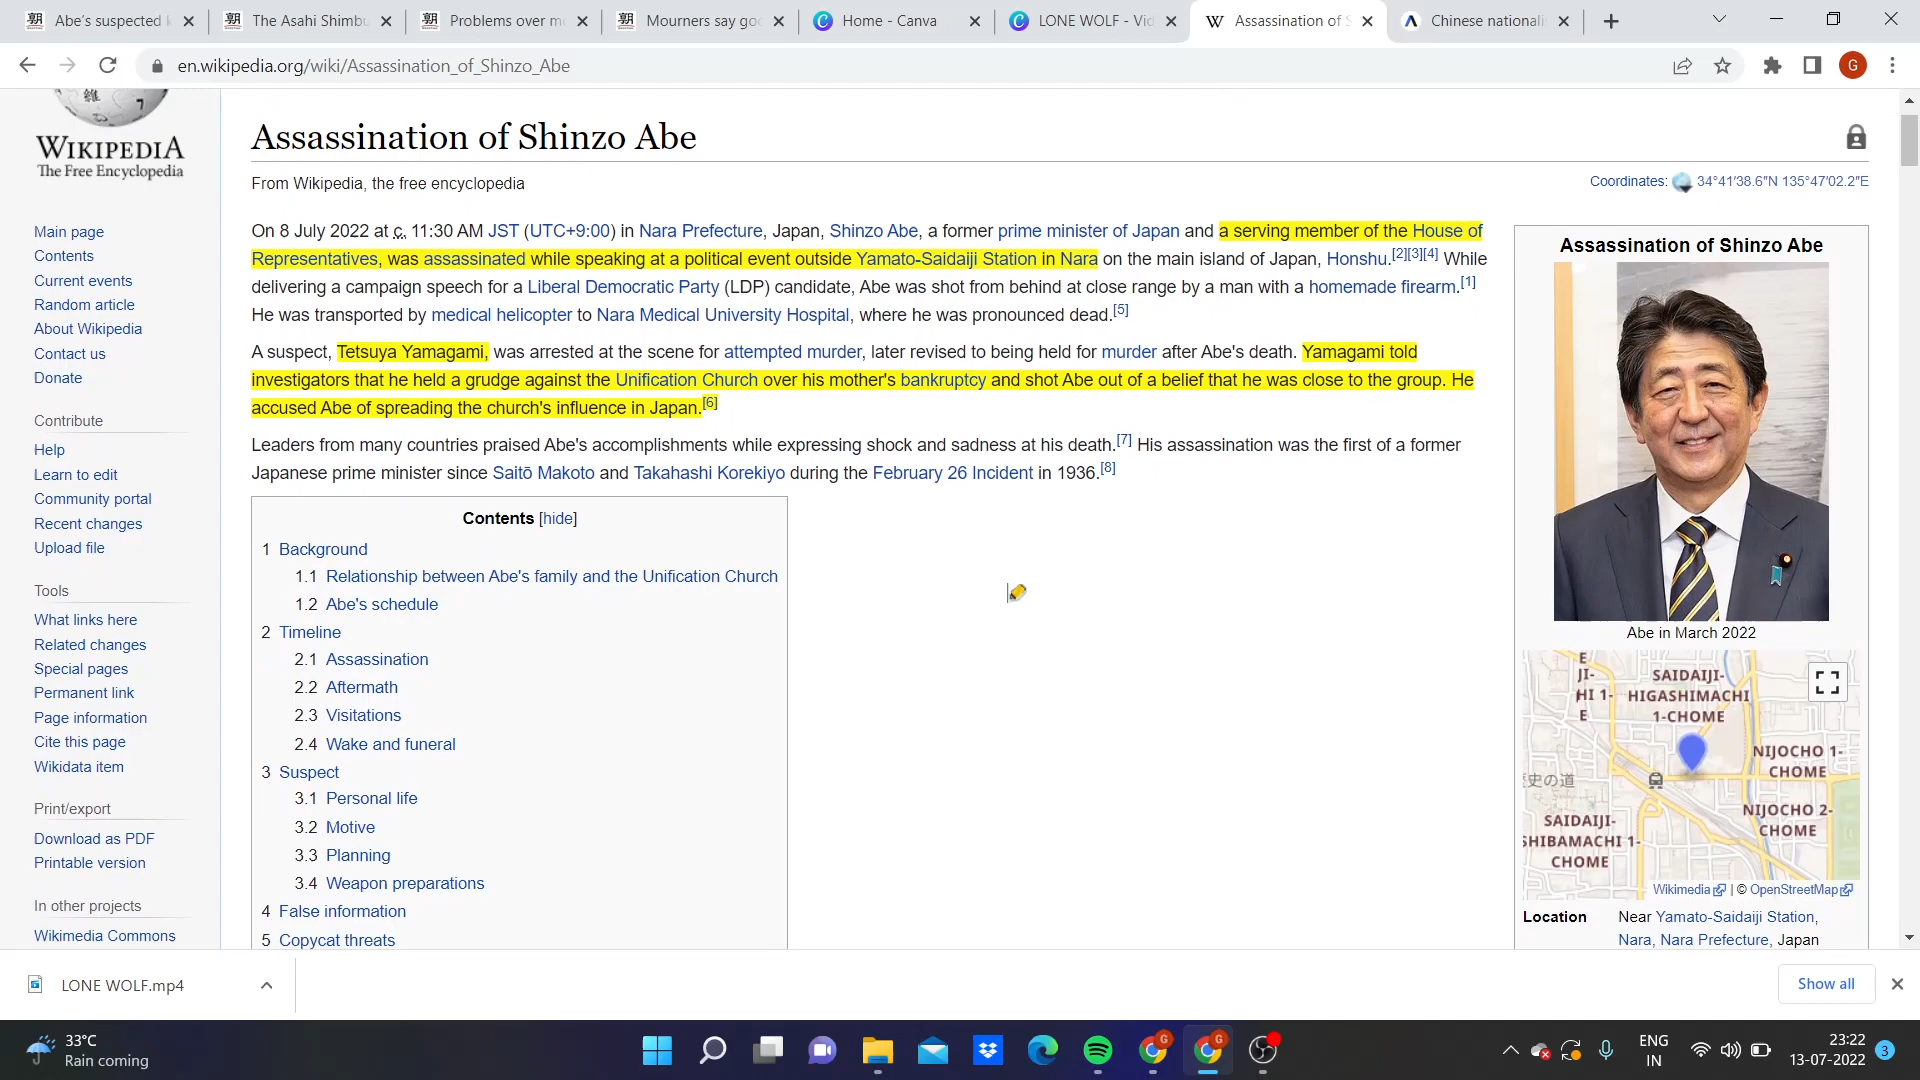 Abe's suspected k
The Asahi Shimbu
Problems over mo
Mourners say goo
Home - Canva
LONE WOLF - Vid
Assassination of S
Chinese nationali
en.wikipedia.org/wiki/Assassination_of_Shinzo_Abe
G
WIKIPEDIA
The Free Encyclopedia
Main page
Contents
Current events
Random article
About Wikipedia
Contact us
Donate
Contribute
Help
Learn to edit
Community portal
Recent changes
Upload file
Tools
What links here
Related changes
Special pages
Permanent link
Page information
Cite this page
Wikidata item
Print/export
Download as PDF
Printable version
In other projects
Wikimedia Commons
Assassination of Shinzo Abe
From Wikipedia, the free encyclopedia
Coordinates: 34°41′38.6″N 135°47′02.2″E
On 8 July 2022 at c. 11:30 AM JST (UTC+9:00) in Nara Prefecture, Japan, Shinzo Abe, a former prime minister of Japan and a serving member of the House of
Representatives, was assassinated while speaking at a political event outside Yamato-Saidaiji Station in Nara on the main island of Japan, Honshu.[2][3][4] While
delivering a campaign speech for a Liberal Democratic Party (LDP) candidate, Abe was shot from behind at close range by a man with a homemade firearm.[1]
He was transported by medical helicopter to Nara Medical University Hospital, where he was pronounced dead.[5]
A suspect, Tetsuya Yamagami, was arrested at the scene for attempted murder, later revised to being held for murder after Abe's death. Yamagami told
investigators that he held a grudge against the Unification Church over his mother's bankruptcy and shot Abe out of a belief that he was close to the group. He
accused Abe of spreading the church's influence in Japan.[6]
Leaders from many countries praised Abe's accomplishments while expressing shock and sadness at his death.[7] His assassination was the first of a former
Japanese prime minister since Saitō Makoto and Takahashi Korekiyo during the February 26 Incident in 1936.[8]
Contents [hide]
1 Background
1.1 Relationship between Abe's family and the Unification Church
1.2 Abe's schedule
2 Timeline
2.1 Assassination
2.2 Aftermath
2.3 Visitations
2.4 Wake and funeral
3 Suspect
3.1 Personal life
3.2 Motive
3.3 Planning
3.4 Weapon preparations
4 False information
5 Copycat threats
Assassination of Shinzo Abe
Abe in March 2022
E
JI-
HI 1-
E
SAIDAIJI-
HIGASHIMACHI
1-CHOME
NIJOCHO 1-
CHOME
歴史の道
NIJOCHO 2-
CHOME
SAIDAIJI-
SHIBAMACHI 1-
CHOME
Wikimedia | © OpenStreetMap
Location Near Yamato-Saidaiji Station,
Nara, Nara Prefecture, Japan
LONE WOLF.mp4
Show all
33°C
Rain coming
G
G
ENG
IN
23:22
13-07-2022
3